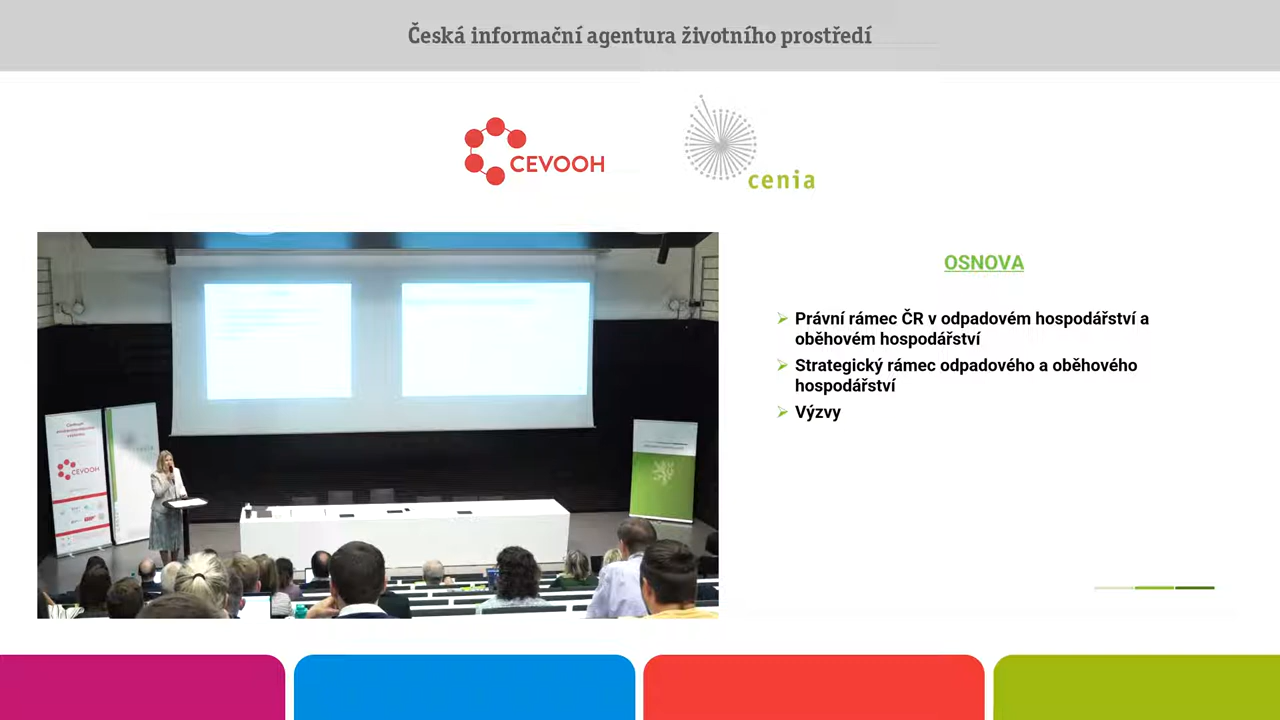 Česká informační agentura životního prostředí
CEVOOH
cenia
OSNOVA
Právní rámec ČR v odpadovém hospodářství a
oběhovém hospodářství
Strategický rámec odpadového a oběhového
hospodářství
Výzvy
CEVOOH